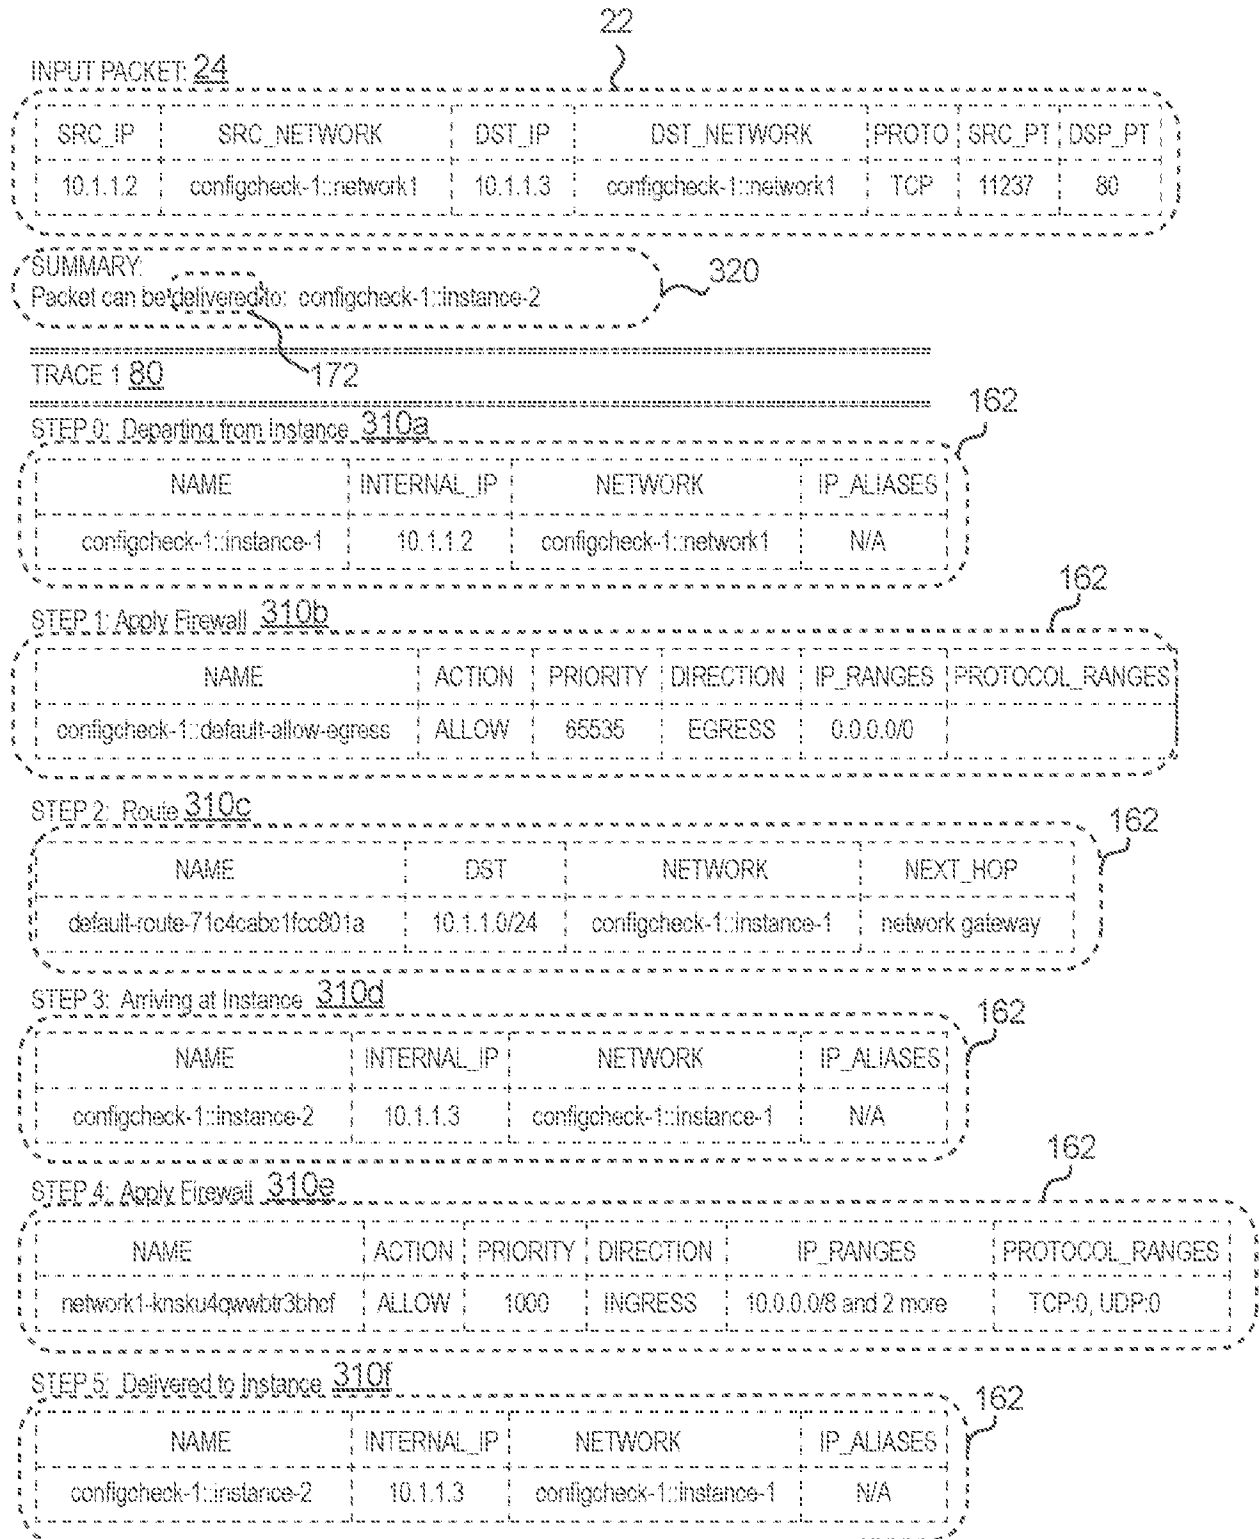 22
INPUT PACKET: 24
SRC_IP SRC_NETWORK DST_IP DST_NETWORK PROTO SRC_PT DSP_PT
10.1.1.2 configcheck-1::network1 10.1.1.3 configcheck-1::network1 TCP 11237 80
SUMMARY:
Packet can be delivered to: configcheck-1::instance-2
320
172
TRACE 1 80
162
STEP 0: Departing from Instance 310a
NAME INTERNAL_IP NETWORK IP_ALIASES
configcheck-1::instance-1 10.1.1.2 configcheck-1::network1 N/A
162
STEP 1: Apply Firewall 310b
NAME ACTION PRIORITY DIRECTION IP_RANGES PROTOCOL_RANGES
configcheck-1::default-allow-egress ALLOW 65535 EGRESS 0.0.0.0/0
STEP 2: Route 310c
162
NAME DST NETWORK NEXT_HOP
default-route-71c4cabc1fcc801a 10.1.1.0/24 configcheck-1::instance-1 network gateway
STEP 3: Arriving at Instance 310d
162
NAME INTERNAL_IP NETWORK IP_ALIASES
configcheck-1::instance-2 10.1.1.3 configcheck-1::instance-1 N/A
162
STEP 4: Apply Firewall 310e
NAME ACTION PRIORITY DIRECTION IP_RANGES PROTOCOL_RANGES
network1-knsku4qwwbtr3bhcf ALLOW 1000 INGRESS 10.0.0.0/8 and 2 more TCP:0, UDP:0
STEP 5: Delivered to Instance 310f
162
NAME INTERNAL_IP NETWORK IP_ALIASES
configcheck-1::instance-2 10.1.1.3 configcheck-1::instance-1 N/A